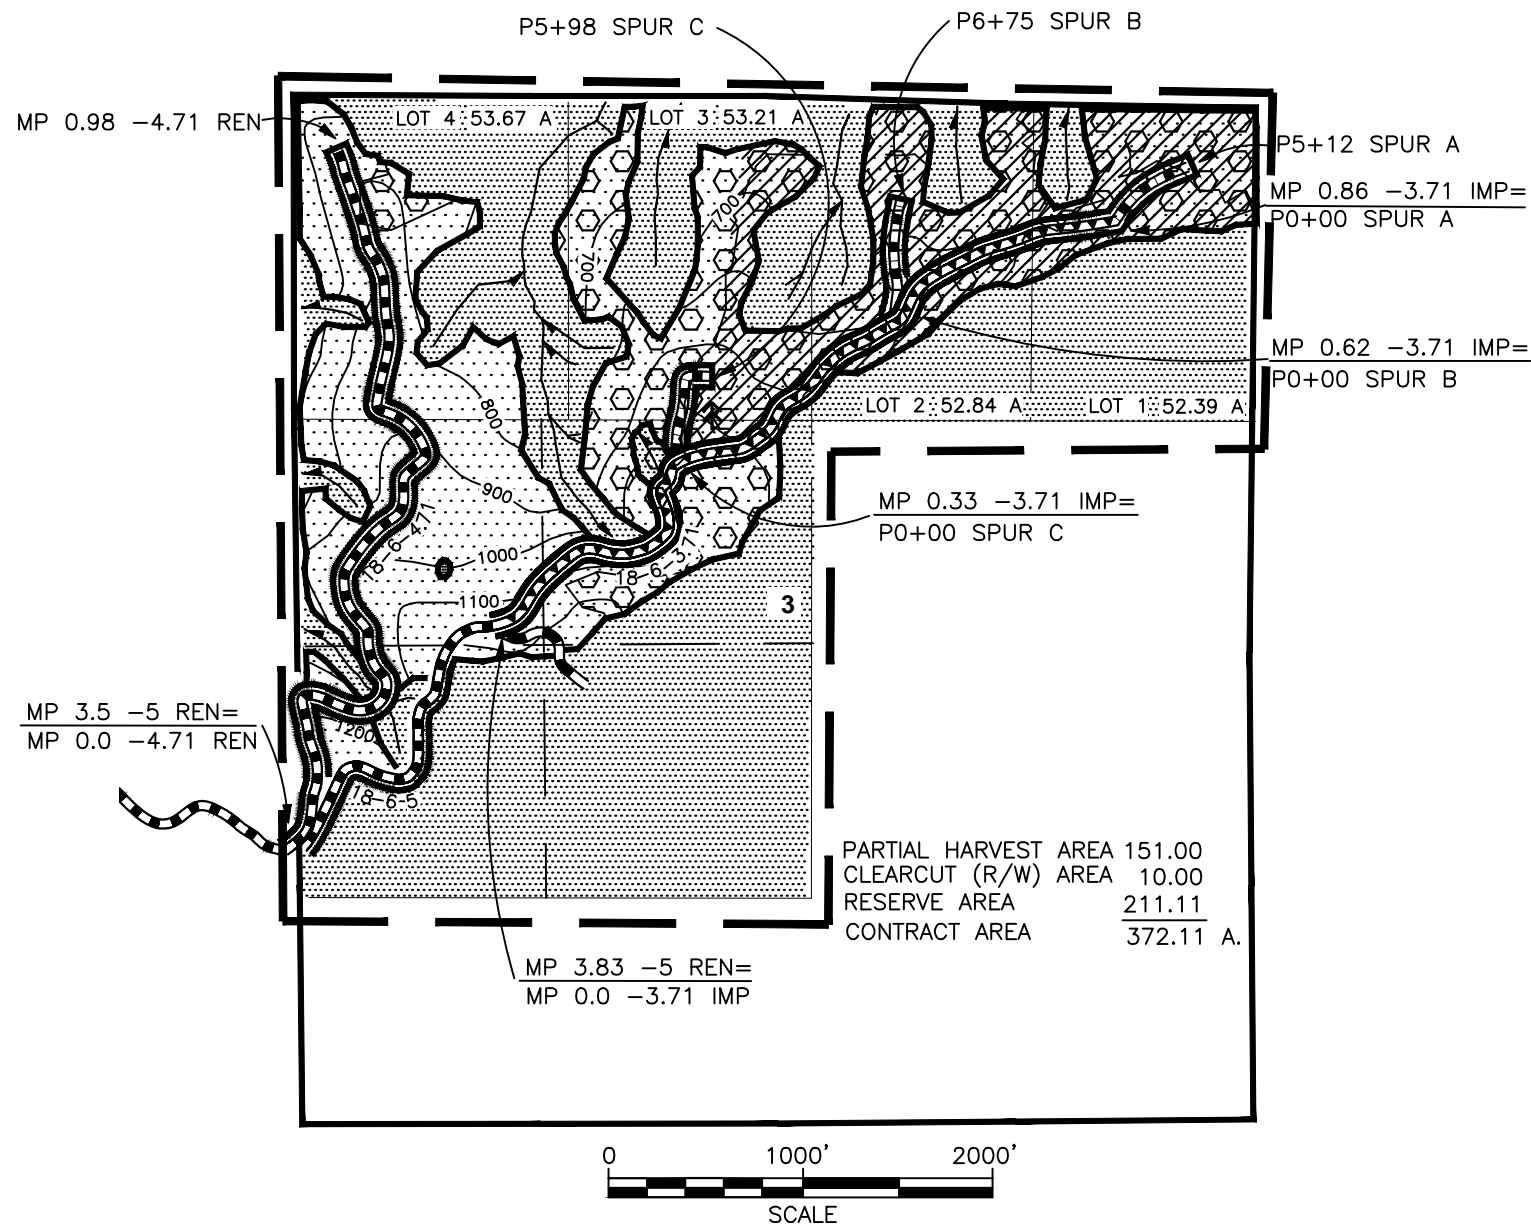 P5+98 SPUR C
P6+75 SPUR B
MP 0.98 -4.71 REN
LOT 4 53.67 A
LOT 3 53.21 A
P5+12 SPUR A
MP 0.86 -3.71 IMP=
P0+00 SPUR A
700
700
MP 0.62 -3.71 IMP=
P0+00 SPUR B
800
LOT 2 52.84 A
LOT 1 52.39 A
900
MP 0.33 -3.71 IMP=
P0+00 SPUR C
18-6-4.71
1000
18-6-3.71
1100
3
MP 3.5 -5 REN=
MP 0.0 -4.71 REN
1200
18-6-5
PARTIAL HARVEST AREA 151.00
CLEARCUT (R/W) AREA 10.00
RESERVE AREA 211.11
CONTRACT AREA 372.11 A.
MP 3.83 -5 REN=
MP 0.0 -3.71 IMP
0 1000' 2000'
SCALE